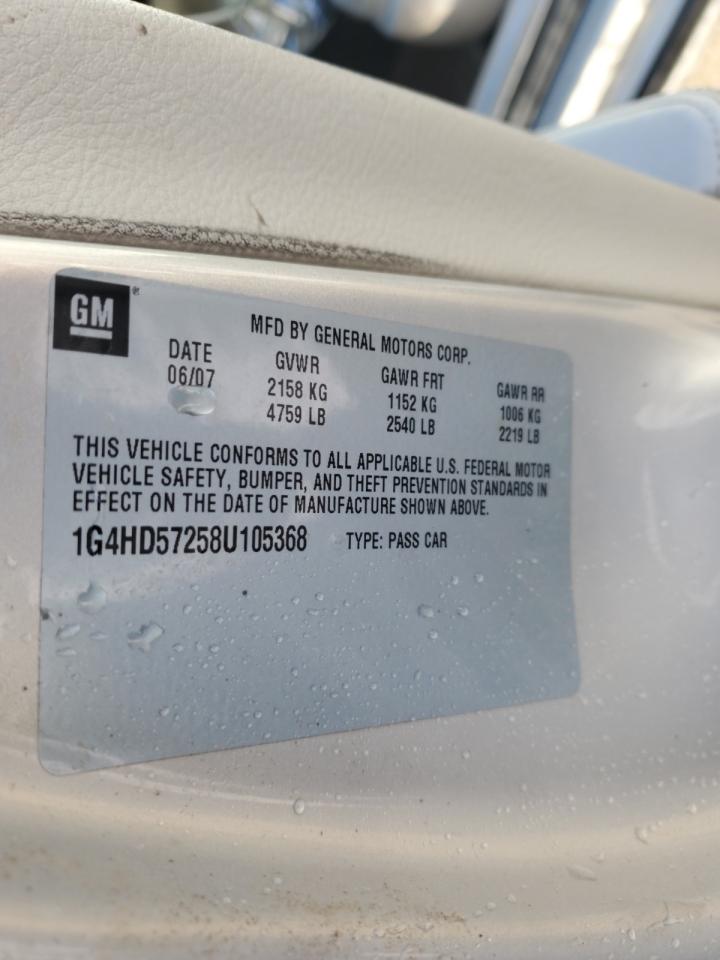 GM
MFD BY GENERAL MOTORS CORP.
DATE GVWR GAWR FRT GAWR RR
06/07 2158 KG 1152 KG 1006 KG
4759 LB 2540 LB 2219 LB
THIS VEHICLE CONFORMS TO ALL APPLICABLE U.S. FEDERAL MOTOR
VEHICLE SAFETY, BUMPER, AND THEFT PREVENTION STANDARDS IN
EFFECT ON THE DATE OF MANUFACTURE SHOWN ABOVE.
1G4HD57258U105368 TYPE: PASS CAR